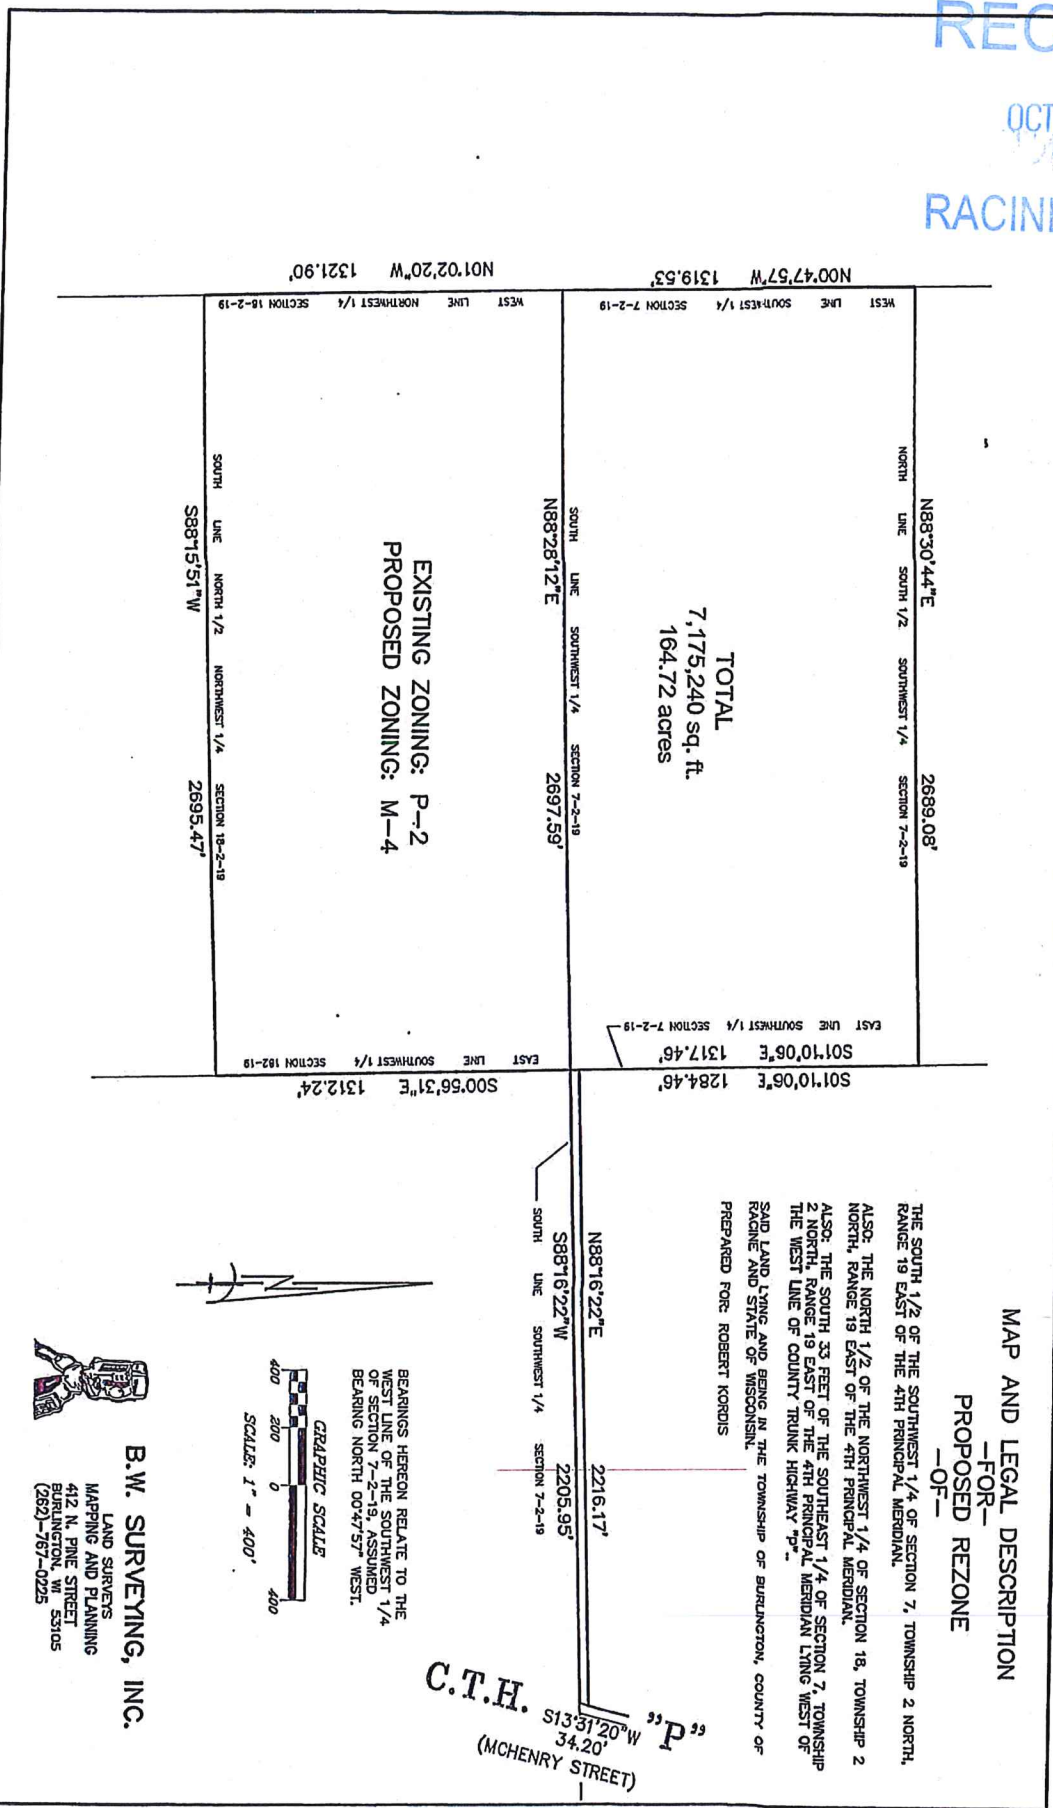 REC
OCT
RACIN
MAP AND LEGAL DESCRIPTION
-FOR-
PROPOSED REZONE
-OF-
THE SOUTH 1/2 OF THE SOUTHWEST 1/4 OF SECTION 7, TOWNSHIP 2 NORTH,
RANGE 19 EAST OF THE 4TH PRINCIPAL MERIDIAN.
ALSO: THE NORTH 1/2 OF THE NORTHWEST 1/4 OF SECTION 18, TOWNSHIP 2
NORTH, RANGE 19 EAST OF THE 4TH PRINCIPAL MERIDIAN.
ALSO: THE SOUTH 33 FEET OF THE SOUTHEAST 1/4 OF SECTION 7, TOWNSHIP
2 NORTH, RANGE 19 EAST OF THE 4TH PRINCIPAL MERIDIAN LYING WEST OF
THE WEST LINE OF COUNTY TRUNK HIGHWAY "P".
SAID LAND LYING AND BEING IN THE TOWNSHIP OF BURLINGTON, COUNTY OF
RACINE AND STATE OF WISCONSIN.
PREPARED FOR: ROBERT KORDIS
N88°30'44"E 2689.08'
NORTH LINE SOUTH 1/2 SOUTHWEST 1/4 SECTION 7-2-19
N00°47'57"W 1319.53'
WEST LINE SOUTHWEST 1/4 SECTION 7-2-19
TOTAL
7,175,240 sq. ft.
164.72 acres
EAST LINE SOUTHWEST 1/4 SECTION 7-2-19
S01°10'06"E 1317.46'
S01°10'06"E 1284.46'
SOUTH LINE SOUTHWEST 1/4 SECTION 7-2-19
N88°28'12"E 2697.59'
N88°16'22"E 2216.17'
S88°16'22"W 2205.95'
SOUTH LINE SOUTHWEST 1/4 SECTION 7-2-19
C.T.H. "P"
S13°31'20"W
34.20'
(MCHENRY STREET)
N01°02'20"W 1321.90'
WEST LINE NORTHWEST 1/4 SECTION 18-2-19
EXISTING ZONING: P-2
PROPOSED ZONING: M-4
EAST LINE SOUTHWEST 1/4 SECTION 182-19
S00°56'31"E 1312.24'
SOUTH LINE NORTH 1/2 NORTHWEST 1/4 SECTION 18-2-19
S88°15'51"W 2695.47'
N
BEARINGS HEREON RELATE TO THE
WEST LINE OF THE SOUTHWEST 1/4
OF SECTION 7-2-19, ASSUMED
BEARING NORTH 00°47'57" WEST.
GRAPHIC SCALE
400 200 0 400
SCALE: 1" = 400'
B.W. SURVEYING, INC.
LAND SURVEYS
MAPPING AND PLANNING
412 N. PINE STREET
BURLINGTON, WI 53105
(262)-767-0225